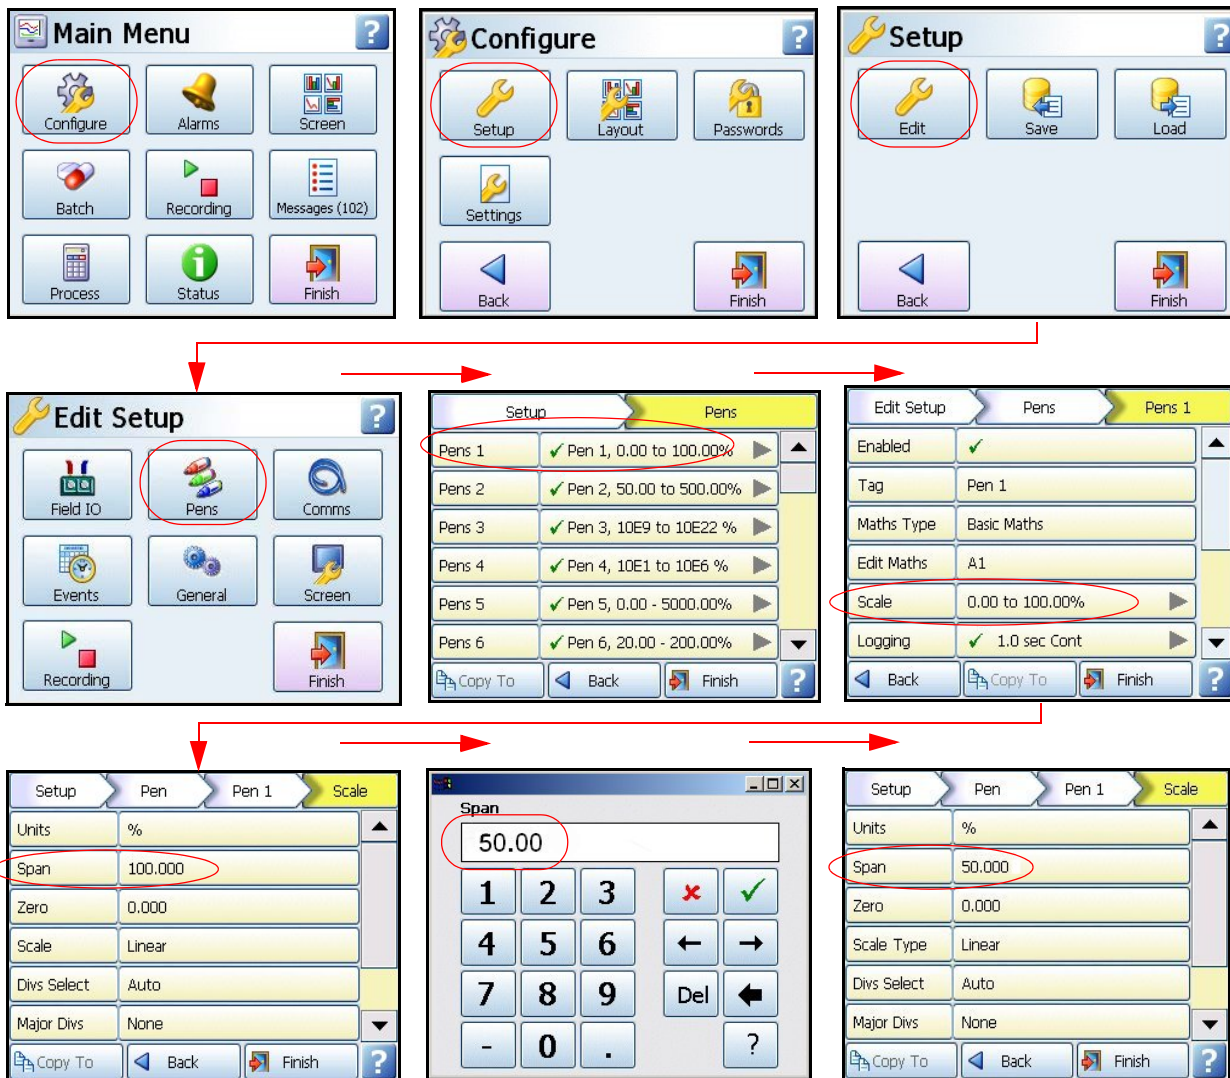 Main Menu
?
Configure
Alarms
Screen
Batch
Recording
Messages (102)
Process
Status
Finish
Configure
?
Setup
Layout
Passwords
Settings
Back
Finish
Setup
?
Edit
Save
Load
Back
Finish
Edit Setup
?
Field IO
Pens
Comms
Events
General
Screen
Recording
Finish
Setup Pens
Pens 1 ✓ Pen 1, 0.00 to 100.00%
Pens 2 ✓ Pen 2, 50.00 to 500.00%
Pens 3 ✓ Pen 3, 10E9 to 10E22 %
Pens 4 ✓ Pen 4, 10E1 to 10E6 %
Pens 5 ✓ Pen 5, 0.00 - 5000.00%
Pens 6 ✓ Pen 6, 20.00 - 200.00%
Copy To Back Finish ?
Edit Setup Pens Pens 1
Enabled ✓
Tag Pen 1
Maths Type Basic Maths
Edit Maths A1
Scale 0.00 to 100.00%
Logging ✓ 1.0 sec Cont
Back Copy To Finish ?
Setup Pen Pen 1 Scale
Units %
Span 100.000
Zero 0.000
Scale Linear
Divs Select Auto
Major Divs None
Copy To Back Finish ?
Span
50.00
1 2 3
4 5 6
7 8 9 Del
- 0 . ?
Setup Pen Pen 1 Scale
Units %
Span 50.000
Zero 0.000
Scale Type Linear
Divs Select Auto
Major Divs None
Copy To Back Finish ?